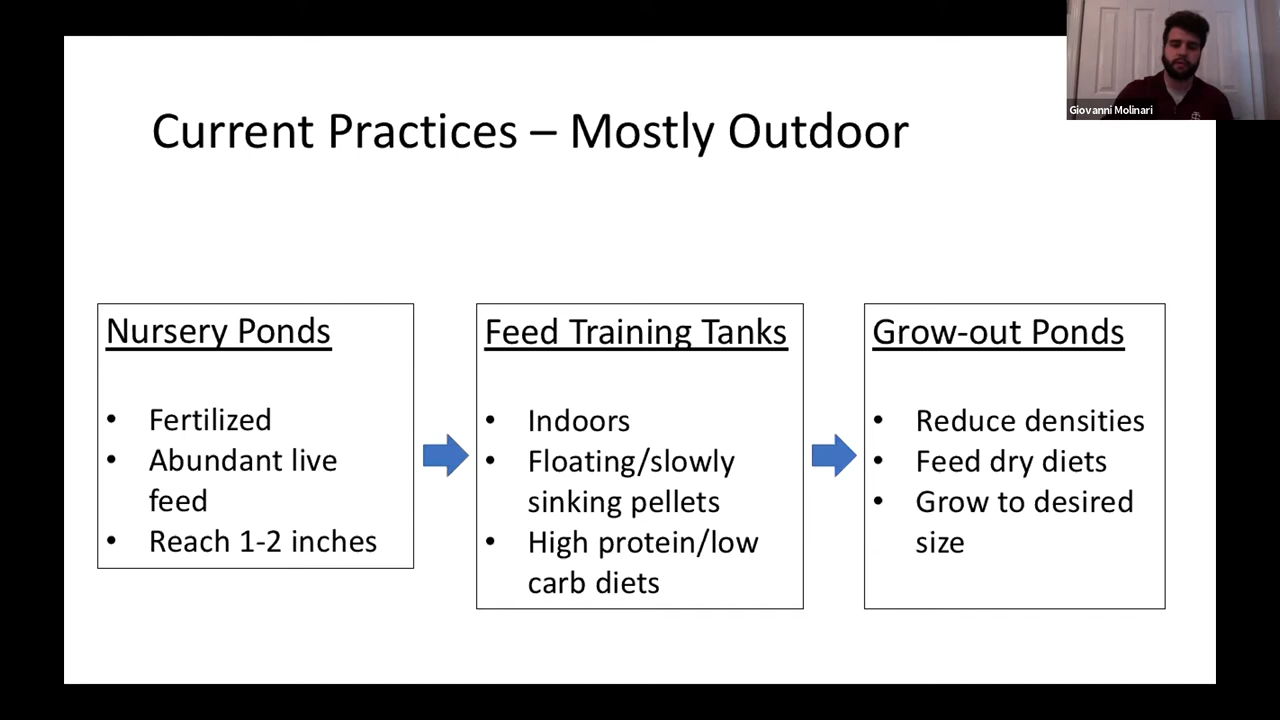 Giovanni Molinari
Current Practices – Mostly Outdoor
Nursery Ponds
• Fertilized
• Abundant live
feed
• Reach 1-2 inches
Feed Training Tanks
• Indoors
• Floating/slowly
sinking pellets
• High protein/low
carb diets
Grow-out Ponds
• Reduce densities
• Feed dry diets
• Grow to desired
size